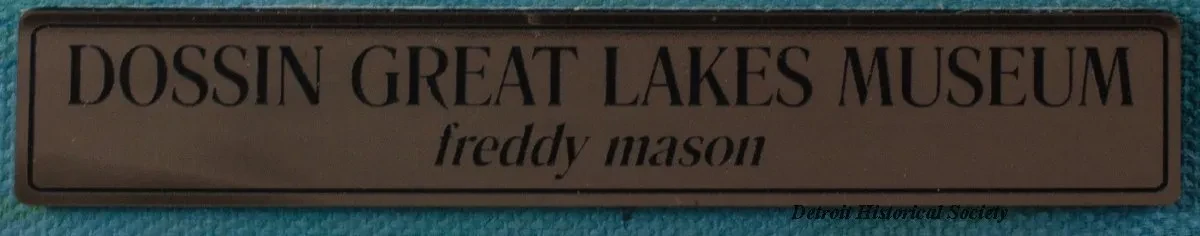 DOSSIN GREAT LAKES MUSEUM
freddy mason
Detroit Historical Society